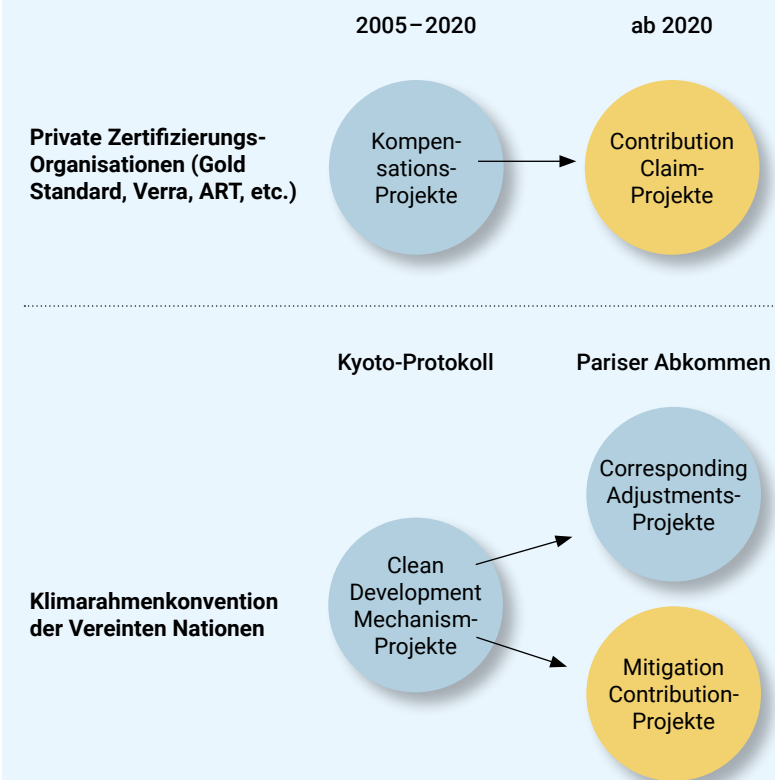 2005–2020
ab 2020
Private Zertifizierungs-
Organisationen (Gold
Standard, Verra, ART, etc.)
Kompen-
sations-
Projekte
Contribution
Claim-
Projekte
Kyoto-Protokoll
Pariser Abkommen
Klimarahmenkonvention
der Vereinten Nationen
Clean
Development
Mechanism-
Projekte
Corresponding
Adjustments-
Projekte
Mitigation
Contribution-
Projekte